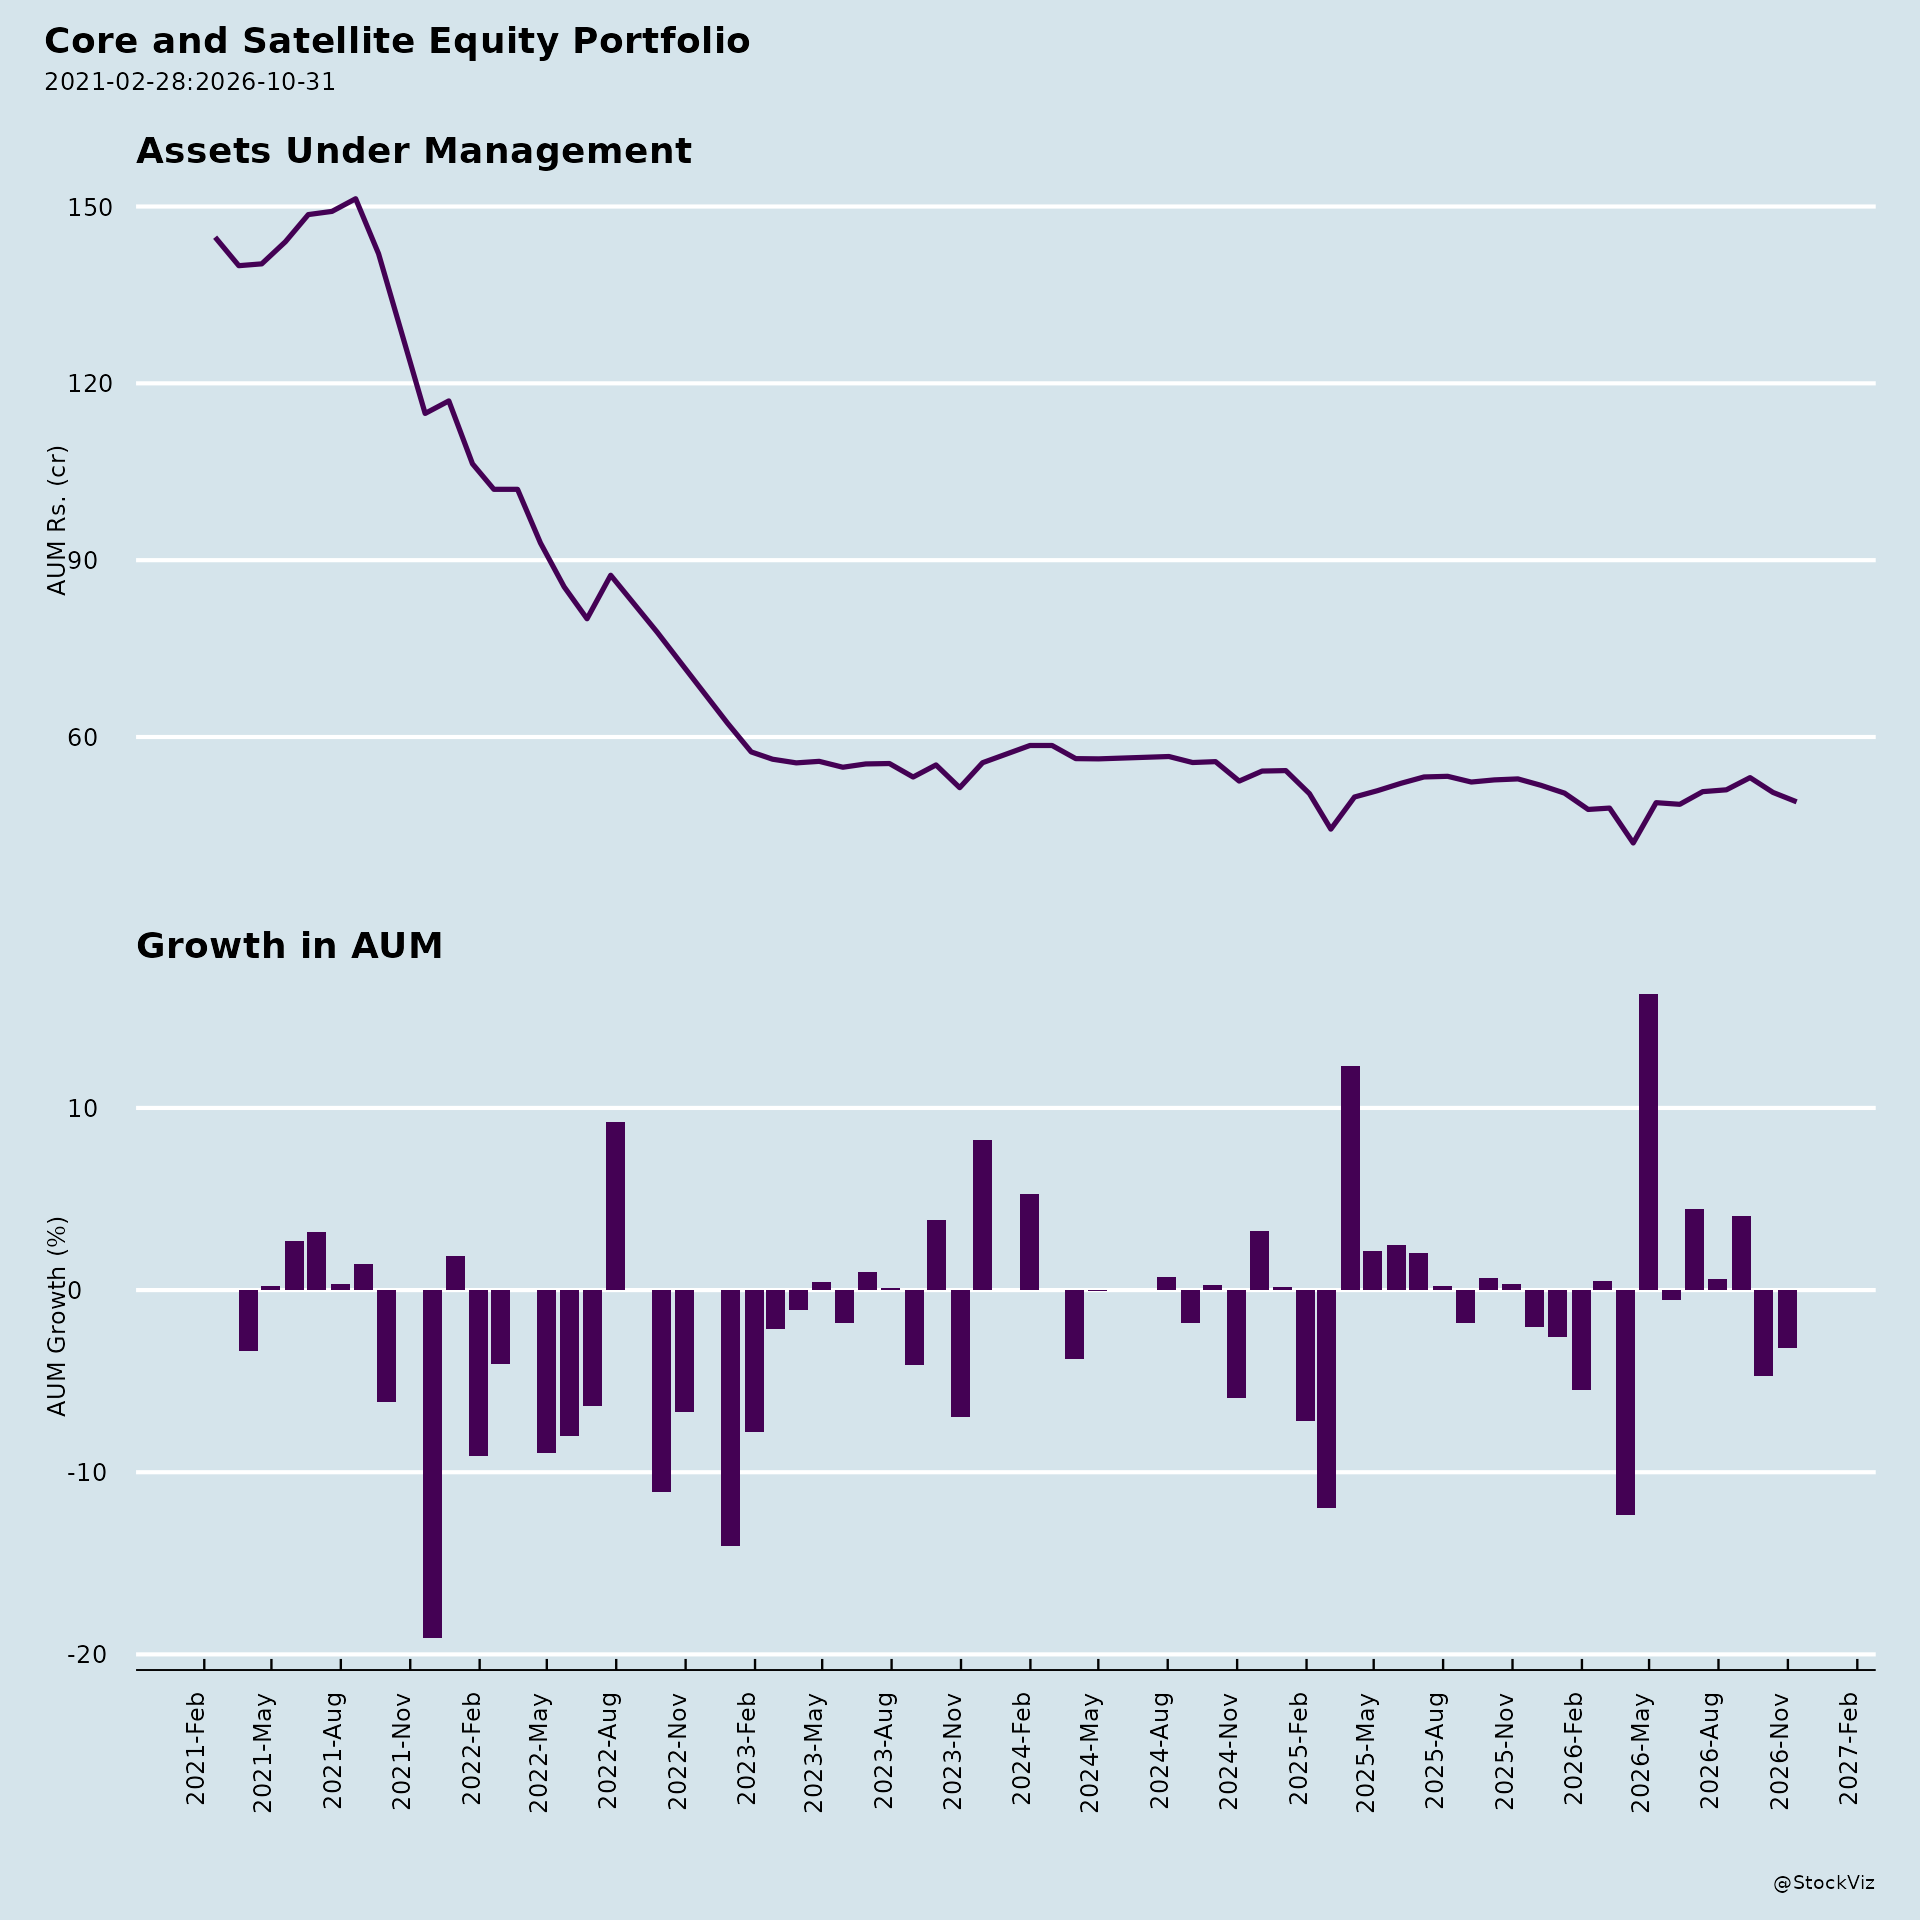 Core and Satellite Equity Portfolio
2021-02-28:2026-10-31
Assets Under Management
150
120
90
60
AUM Rs. (cr)
Growth in AUM
10
0
-10
-20
AUM Growth (%)
2021-Feb
2021-May
2021-Aug
2021-Nov
2022-Feb
2022-May
2022-Aug
2022-Nov
2023-Feb
2023-May
2023-Aug
2023-Nov
2024-Feb
2024-May
2024-Aug
2024-Nov
2025-Feb
2025-May
2025-Aug
2025-Nov
2026-Feb
2026-May
2026-Aug
2026-Nov
2027-Feb
@StockViz